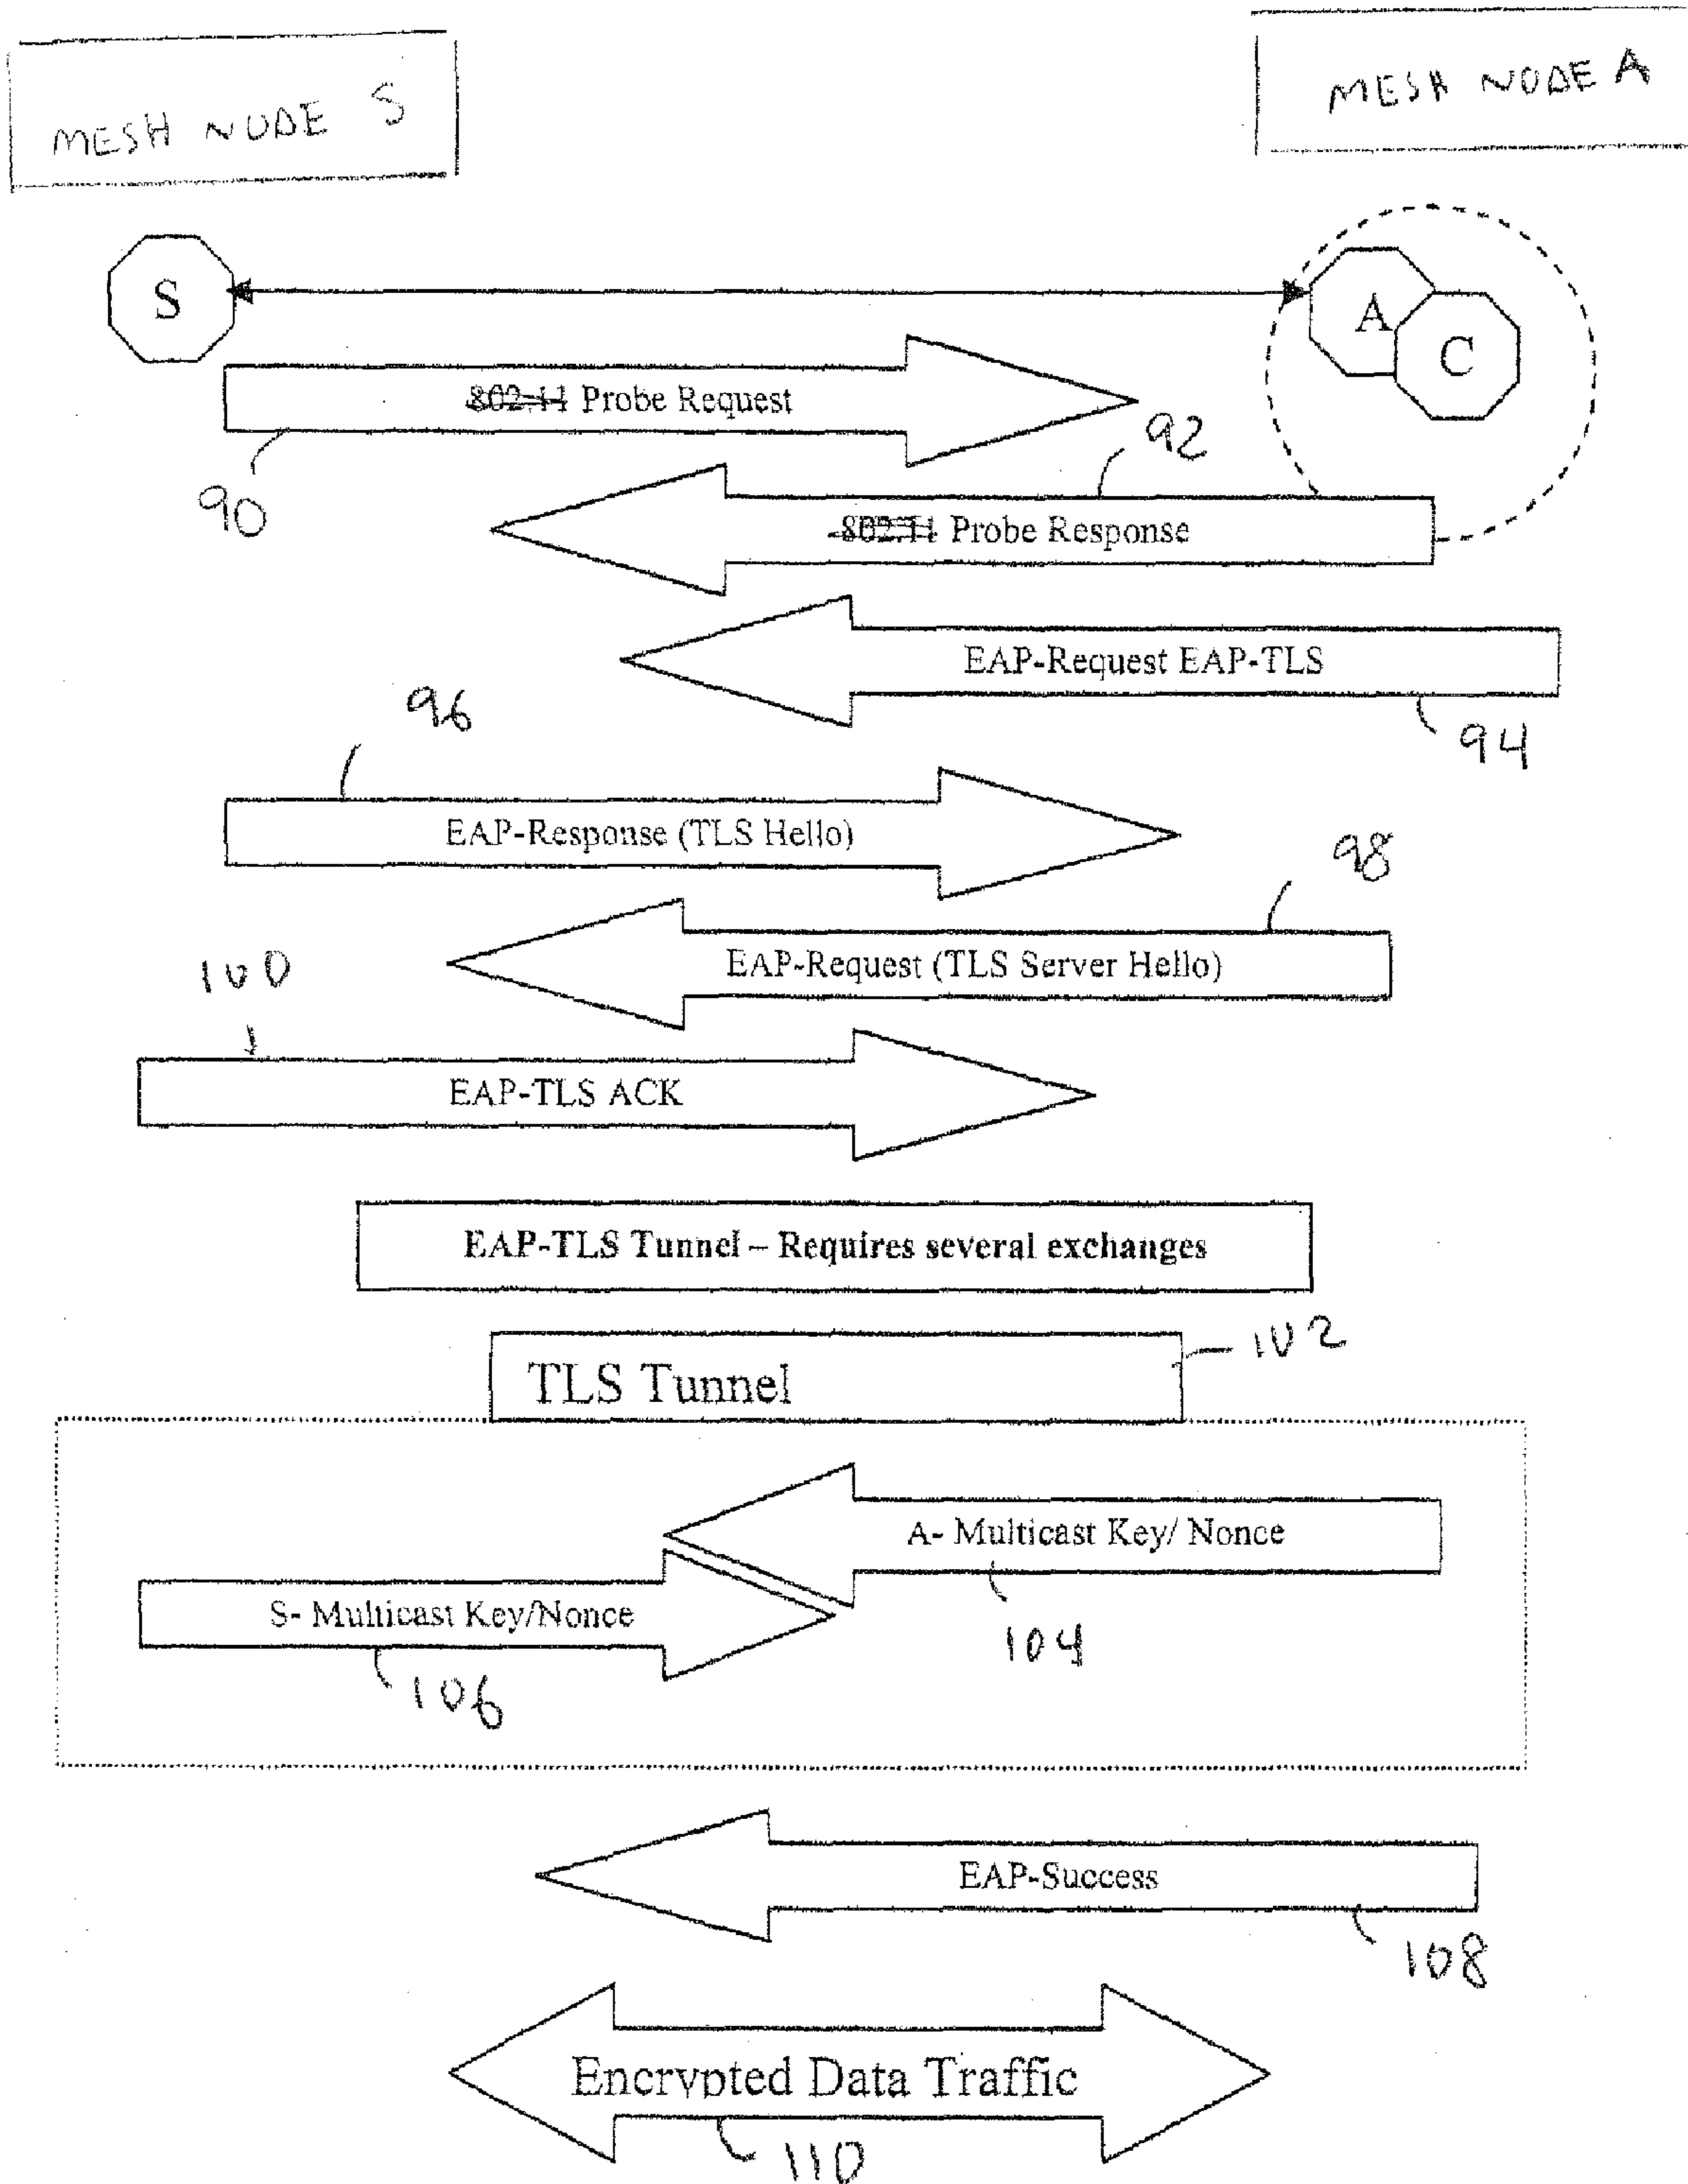 MESH NODE S
MESH NODE A
S
A
C
802.11 Probe Request
90
92
802.11 Probe Response
EAP-Request EAP-TLS
94
96
EAP-Response (TLS Hello)
98
EAP-Request (TLS Server Hello)
100
EAP-TLS ACK
EAP-TLS Tunnel – Requires several exchanges
102
TLS Tunnel
A- Multicast Key/ Nonce
104
S- Multicast Key/Nonce
106
EAP-Success
108
Encrypted Data Traffic
110